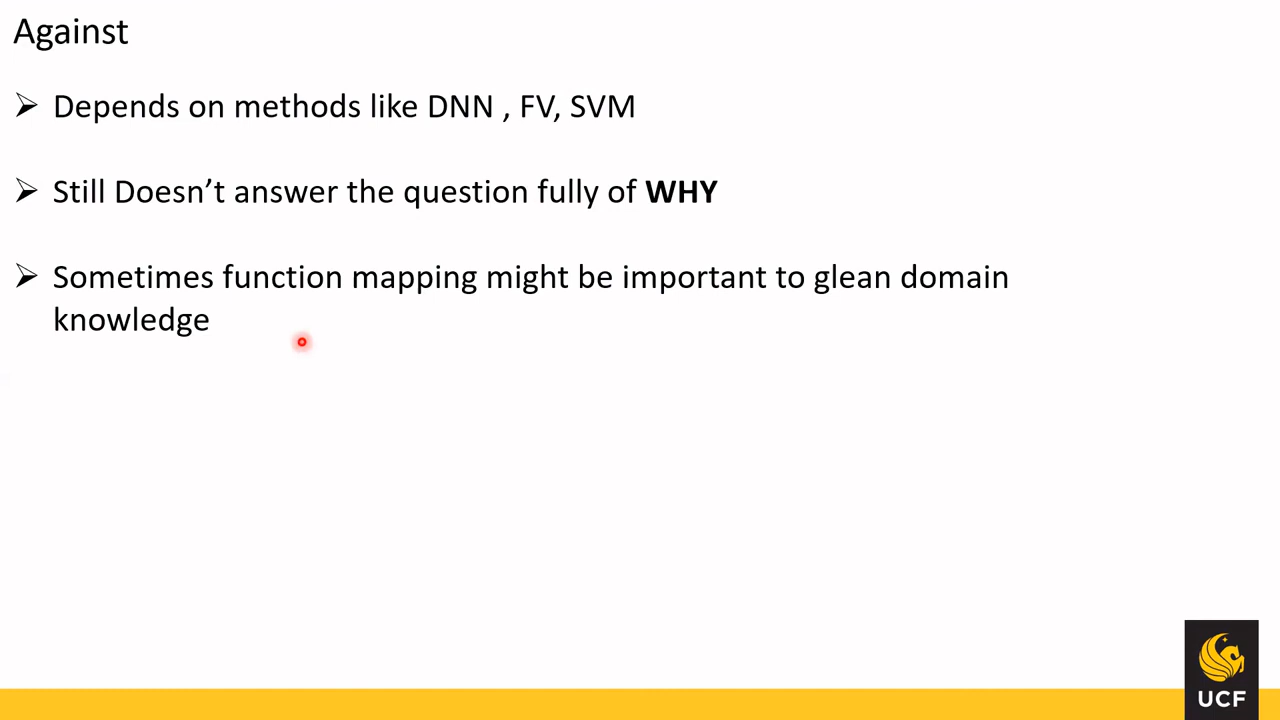 Against
➢ Depends on methods like DNN , FV, SVM
➢ Still Doesn’t answer the question fully of WHY
➢ Sometimes function mapping might be important to glean domain
knowledge
UCF